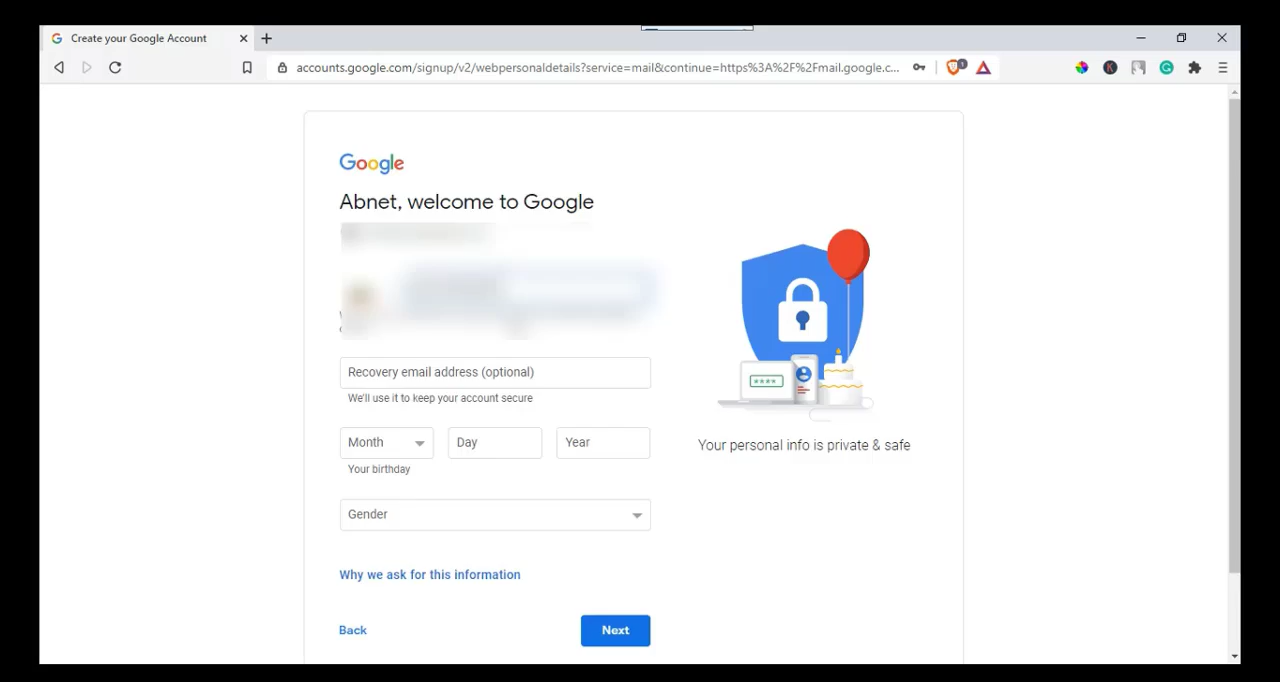 Create your Google Account
accounts.google.com/signup/v2/webpersonaldetails?service=mail&continue=https%3A%2F%2Fmail.google.c...
Google
Abnet, welcome to Google
Recovery email address (optional)
We'll use it to keep your account secure
Month
Day
Year
Your birthday
Gender
Your personal info is private & safe
Why we ask for this information
Back
Next